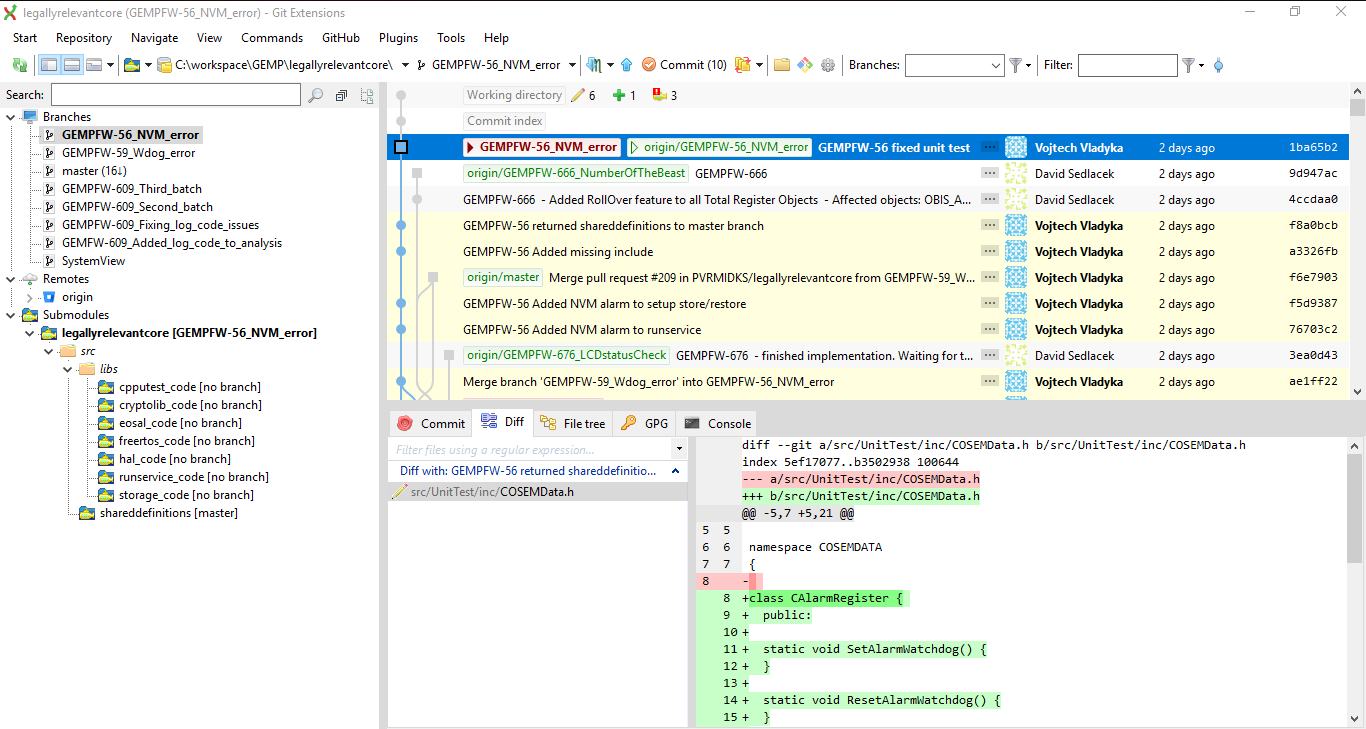 legallyrelevantcore (GEMPFW-56_NVM_error) - Git Extensions
Start Repository Navigate View Commands GitHub Plugins Tools Help
C:\workspace\GEMP\legallyrelevantcore\ GEMPFW-56_NVM_error Commit (10) Branches: Filter:
Search:
Branches
GEMPFW-56_NVM_error
GEMPFW-59_Wdog_error
master (16↓)
GEMPFW-609_Third_batch
GEMPFW-609_Second_batch
GEMPFW-609_Fixing_log_code_issues
GEMFW-609_Added_log_code_to_analysis
SystemView
Remotes
origin
Submodules
legallyrelevantcore [GEMPFW-56_NVM_error]
src
libs
cpputest_code [no branch]
cryptolib_code [no branch]
eosal_code [no branch]
freertos_code [no branch]
hal_code [no branch]
runservice_code [no branch]
storage_code [no branch]
shareddefinitions [master]
Working directory 6 1 3
Commit index
GEMPFW-56_NVM_error origin/GEMPFW-56_NVM_error GEMPFW-56 fixed unit test ... Vojtech Vladyka 2 days ago 1ba65b2
origin/GEMPFW-666_NumberOfTheBeast GEMPFW-666 ... David Sedlacek 2 days ago 9d947ac
GEMPFW-666 - Added RollOver feature to all Total Register Objects - Affected objects: OBIS_A... ... David Sedlacek 2 days ago 4ccdaa0
GEMPFW-56 returned shareddefinitions to master branch ... Vojtech Vladyka 2 days ago f8a0bcb
GEMPFW-56 Added missing include ... Vojtech Vladyka 2 days ago a3326fb
origin/master Merge pull request #209 in PVRMIDKS/legallyrelevantcore from GEMPFW-59_W... ... Vojtech Vladyka 2 days ago f6e7903
GEMPFW-56 Added NVM alarm to setup store/restore ... Vojtech Vladyka 2 days ago f5d9387
GEMPFW-56 Added NVM alarm to runservice ... Vojtech Vladyka 2 days ago 76703c2
origin/GEMPFW-676_LCDstatusCheck GEMPFW-676 - finished implementation. Waiting for t... ... David Sedlacek 2 days ago 3ea0d43
Merge branch 'GEMPFW-59_Wdog_error' into GEMPFW-56_NVM_error ... Vojtech Vladyka 2 days ago ae1ff22
Commit Diff File tree GPG Console
Filter files using a regular expression...
Diff with: GEMPFW-56 returned shareddefinitio...
src/UnitTest/inc/COSEMData.h
diff --git a/src/UnitTest/inc/COSEMData.h b/src/UnitTest/inc/COSEMData.h
index 5ef17077..b3502938 100644
--- a/src/UnitTest/inc/COSEMData.h
+++ b/src/UnitTest/inc/COSEMData.h
@@ -5,7 +5,21 @@
5 5
6 6 namespace COSEMDATA
7 7 {
8 -
8 +class CAlarmRegister {
9 + public:
10 +
11 + static void SetAlarmWatchdog() {
12 + }
13 +
14 + static void ResetAlarmWatchdog() {
15 + }